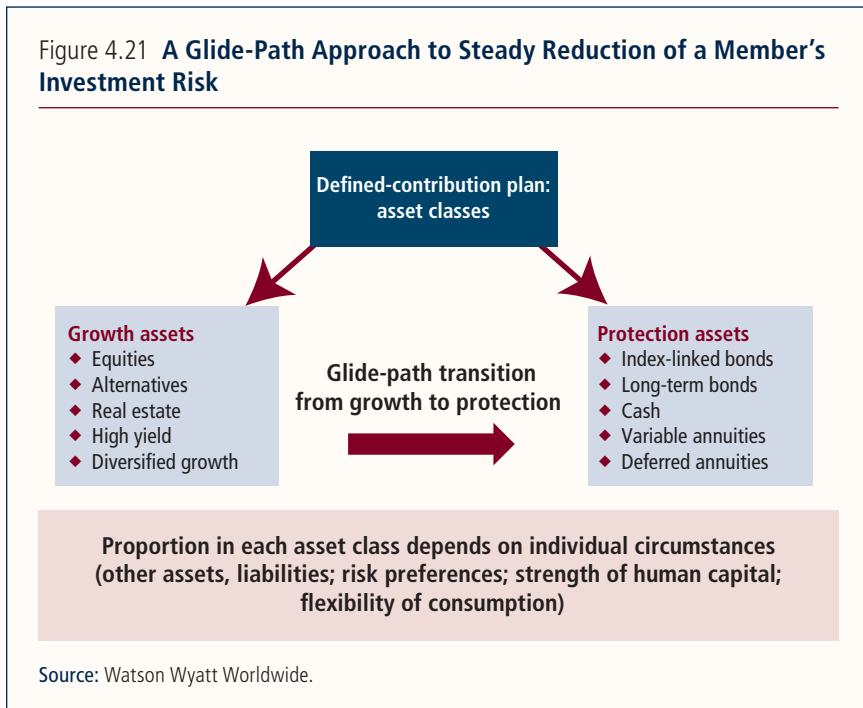 Figure 4.21 A Glide-Path Approach to Steady Reduction of a Member's
Investment Risk
Defined-contribution plan:
asset classes
Growth assets
◆ Equities
◆ Alternatives
◆ Real estate
◆ High yield
◆ Diversified growth
Glide-path transition
from growth to protection
Protection assets
◆ Index-linked bonds
◆ Long-term bonds
◆ Cash
◆ Variable annuities
◆ Deferred annuities
Proportion in each asset class depends on individual circumstances
(other assets, liabilities; risk preferences; strength of human capital;
flexibility of consumption)
Source: Watson Wyatt Worldwide.